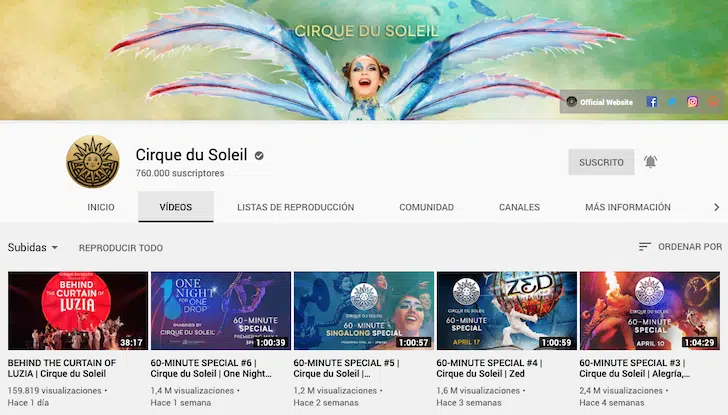 CIRQUE DU SOLEIL
Official Website
Cirque du Soleil
760.000 suscriptores
SUSCRITO
INICIO
VÍDEOS
LISTAS DE REPRODUCCIÓN
COMUNIDAD
CANALES
MÁS INFORMACIÓN
Subidas
REPRODUCIR TODO
ORDENAR POR
BEHIND
THE CURTAIN OF
LUZIA
38:17
ONE
NIGHT
FOR ONE
DROP
IMAGINED BY
CIRQUE DU SOLEIL
60-MINUTE
SPECIAL
1:00:39
60-MINUTE
SINGALONG SPECIAL
1:00:57
ZED
60-MINUTE
SPECIAL
APRIL 17
1:00:59
60-MINUTE
SPECIAL
APRIL 10
1:04:29
BEHIND THE CURTAIN OF
LUZIA | Cirque du Soleil
159.819 visualizaciones •
Hace 1 día
60-MINUTE SPECIAL #6 |
Cirque du Soleil | One Night...
1,4 M visualizaciones •
Hace 1 semana
60-MINUTE SPECIAL #5 |
Cirque du Soleil |...
1,2 M visualizaciones •
Hace 2 semanas
60-MINUTE SPECIAL #4 |
Cirque du Soleil | Zed
1,6 M visualizaciones •
Hace 3 semanas
60-MINUTE SPECIAL #3 |
Cirque du Soleil | Alegría,...
2,4 M visualizaciones •
Hace 4 semanas